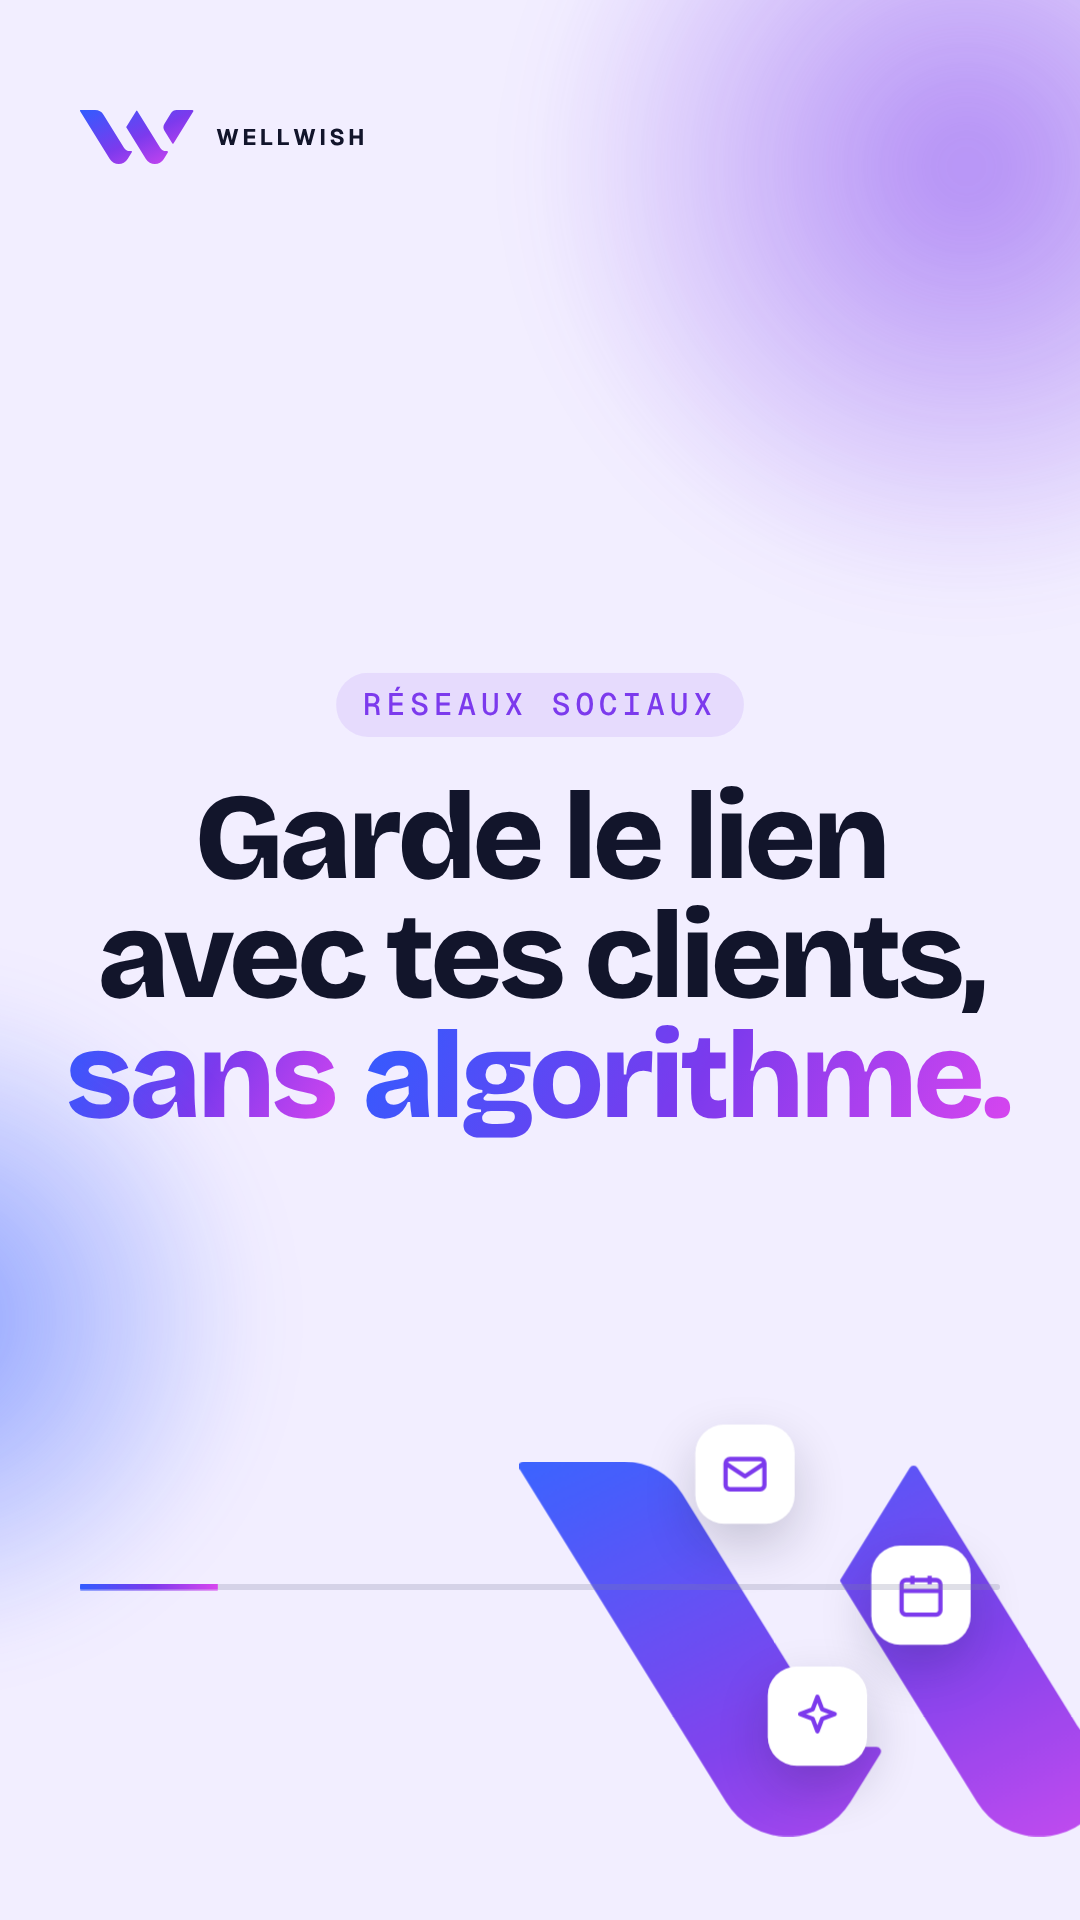 WELLWISH
RÉSEAUX SOCIAUX
Garde le lien
avec tes clients,
sans algorithme.